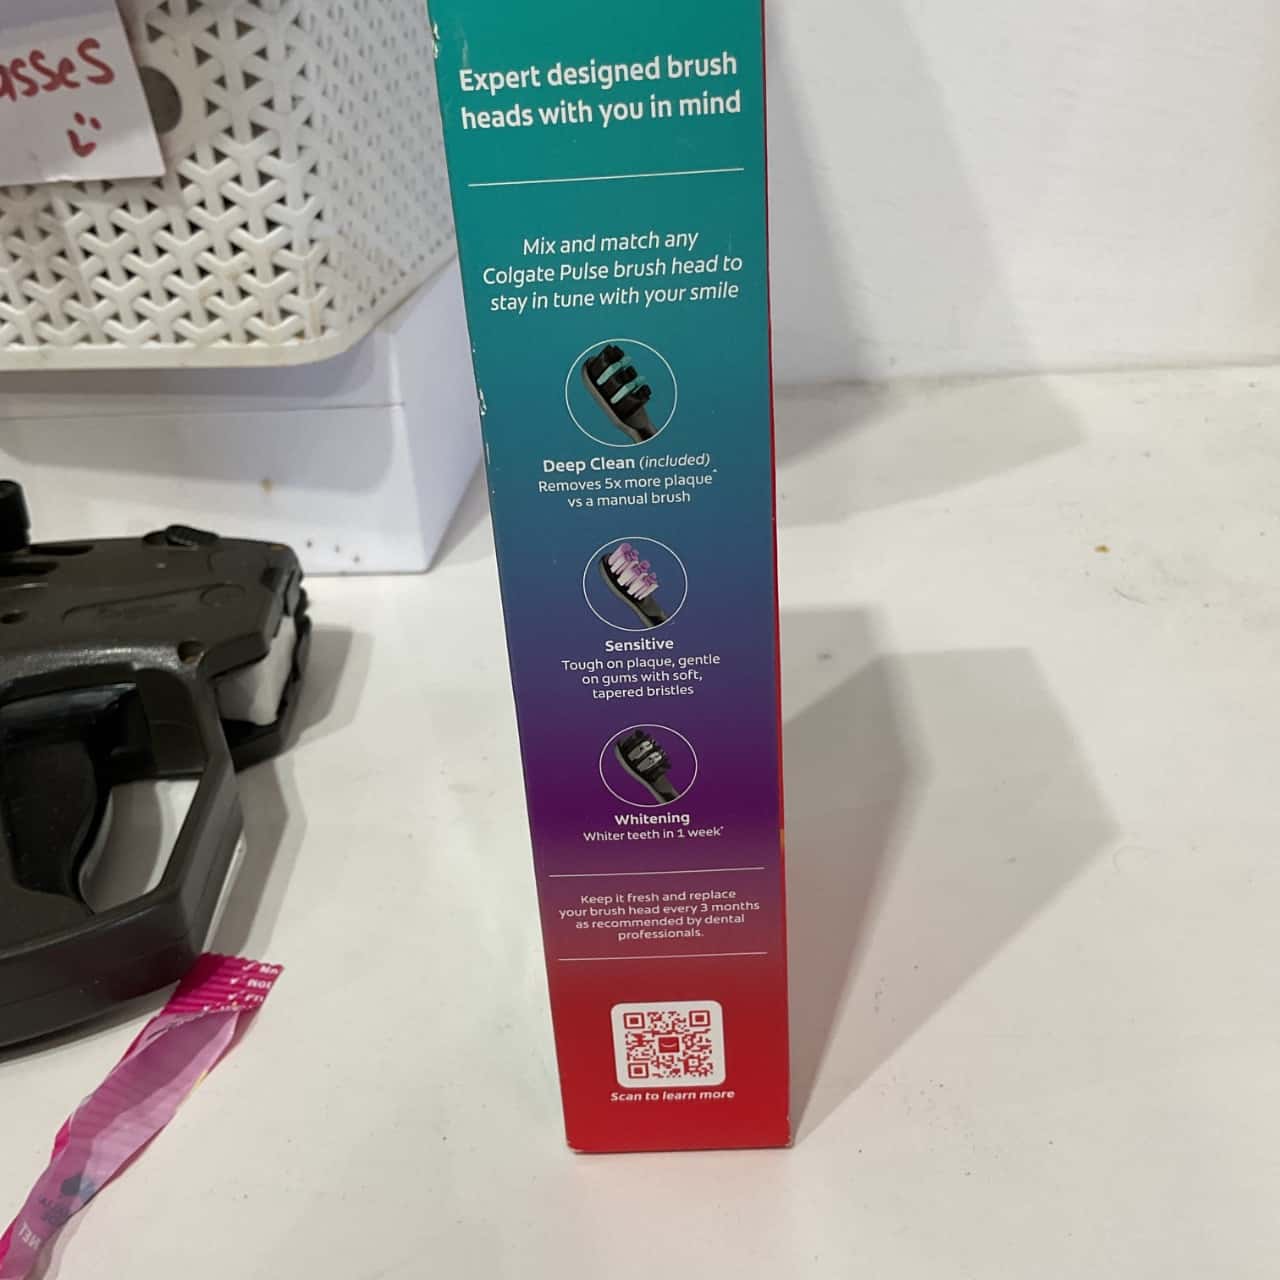 asses
Expert designed brush
heads with you in mind
Mix and match any
Colgate Pulse brush head to
stay in tune with your smile
Deep Clean (included)
Removes 5x more plaque^
vs a manual brush
Sensitive
Tough on plaque, gentle
on gums with soft,
tapered bristles
Whitening
Whiter teeth in 1 week*
Keep it fresh and replace
your brush head every 3 months
as recommended by dental
professionals.
Scan to learn more